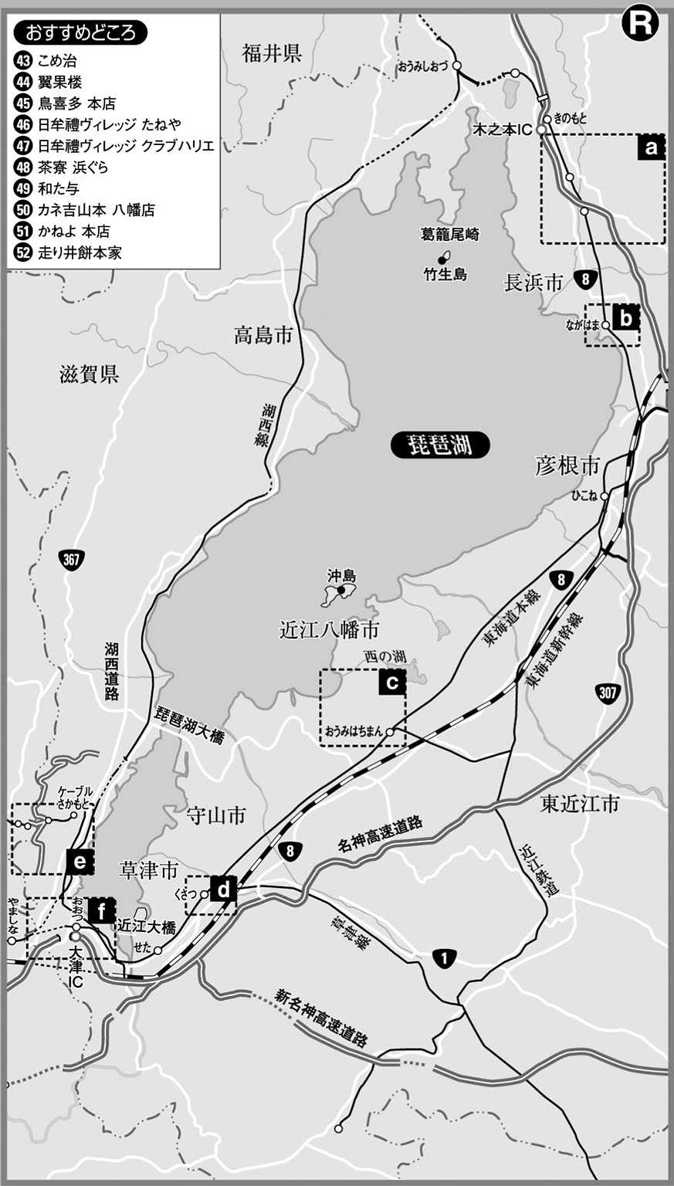 R
おすすめどころ
43 こめ治
44 翼果楼
45 鳥喜多 本店
46 日牟禮ヴィレッジ たねや
47 日牟禮ヴィレッジ クラブハリエ
48 茶寮 浜ぐら
49 和た与
50 カネ吉山本 八幡店
51 かねよ 本店
52 走り井餅本家
福井県
おうみしおづ
木之本IC
きのもと
a
葛籠尾崎
竹生島
長浜市
8
ながはま
b
高島市
滋賀県
湖西線
琵琶湖
彦根市
ひこね
367
沖島
8
近江八幡市
東海道本線
東海道新幹線
西の湖
湖西道路
c
307
琵琶湖大橋
おうみはちまん
ケーブル
さかもと
守山市
東近江市
名神高速道路
8
e
草津市
近江鉄道
d
くさつ
やましな
おおつ
f
近江大橋
せた
草津線
1
大津IC
新名神高速道路